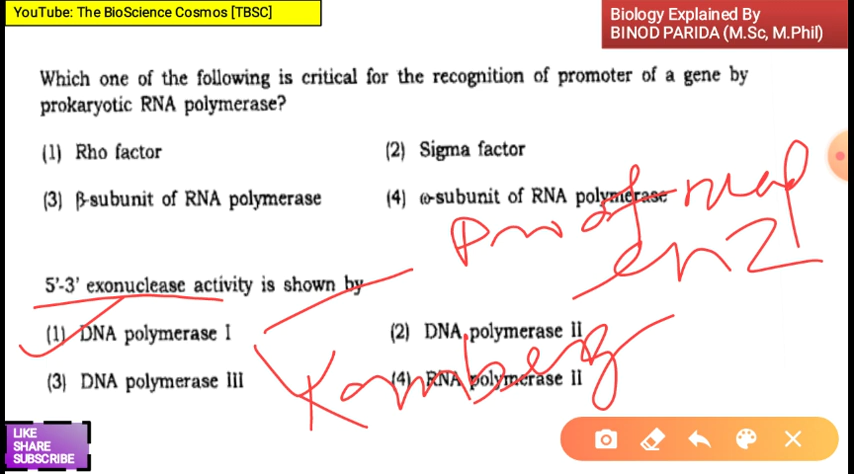 YouTube: The BioScience Cosmos [TBSC]
Biology Explained By
BINOD PARIDA (M.Sc, M.Phil)
Which one of the following is critical for the recognition of promoter of a gene by
prokaryotic RNA polymerase?
(1) Rho factor
(2) Sigma factor
(3) β-subunit of RNA polymerase
(4) ω-subunit of RNA polymerase
Proof read
enz
5'-3' exonuclease activity is shown by
(1) DNA polymerase I
(2) DNA polymerase II
(3) DNA polymerase III
(4) RNA polymerase II
Kornberg
LIKE
SHARE
SUBSCRIBE